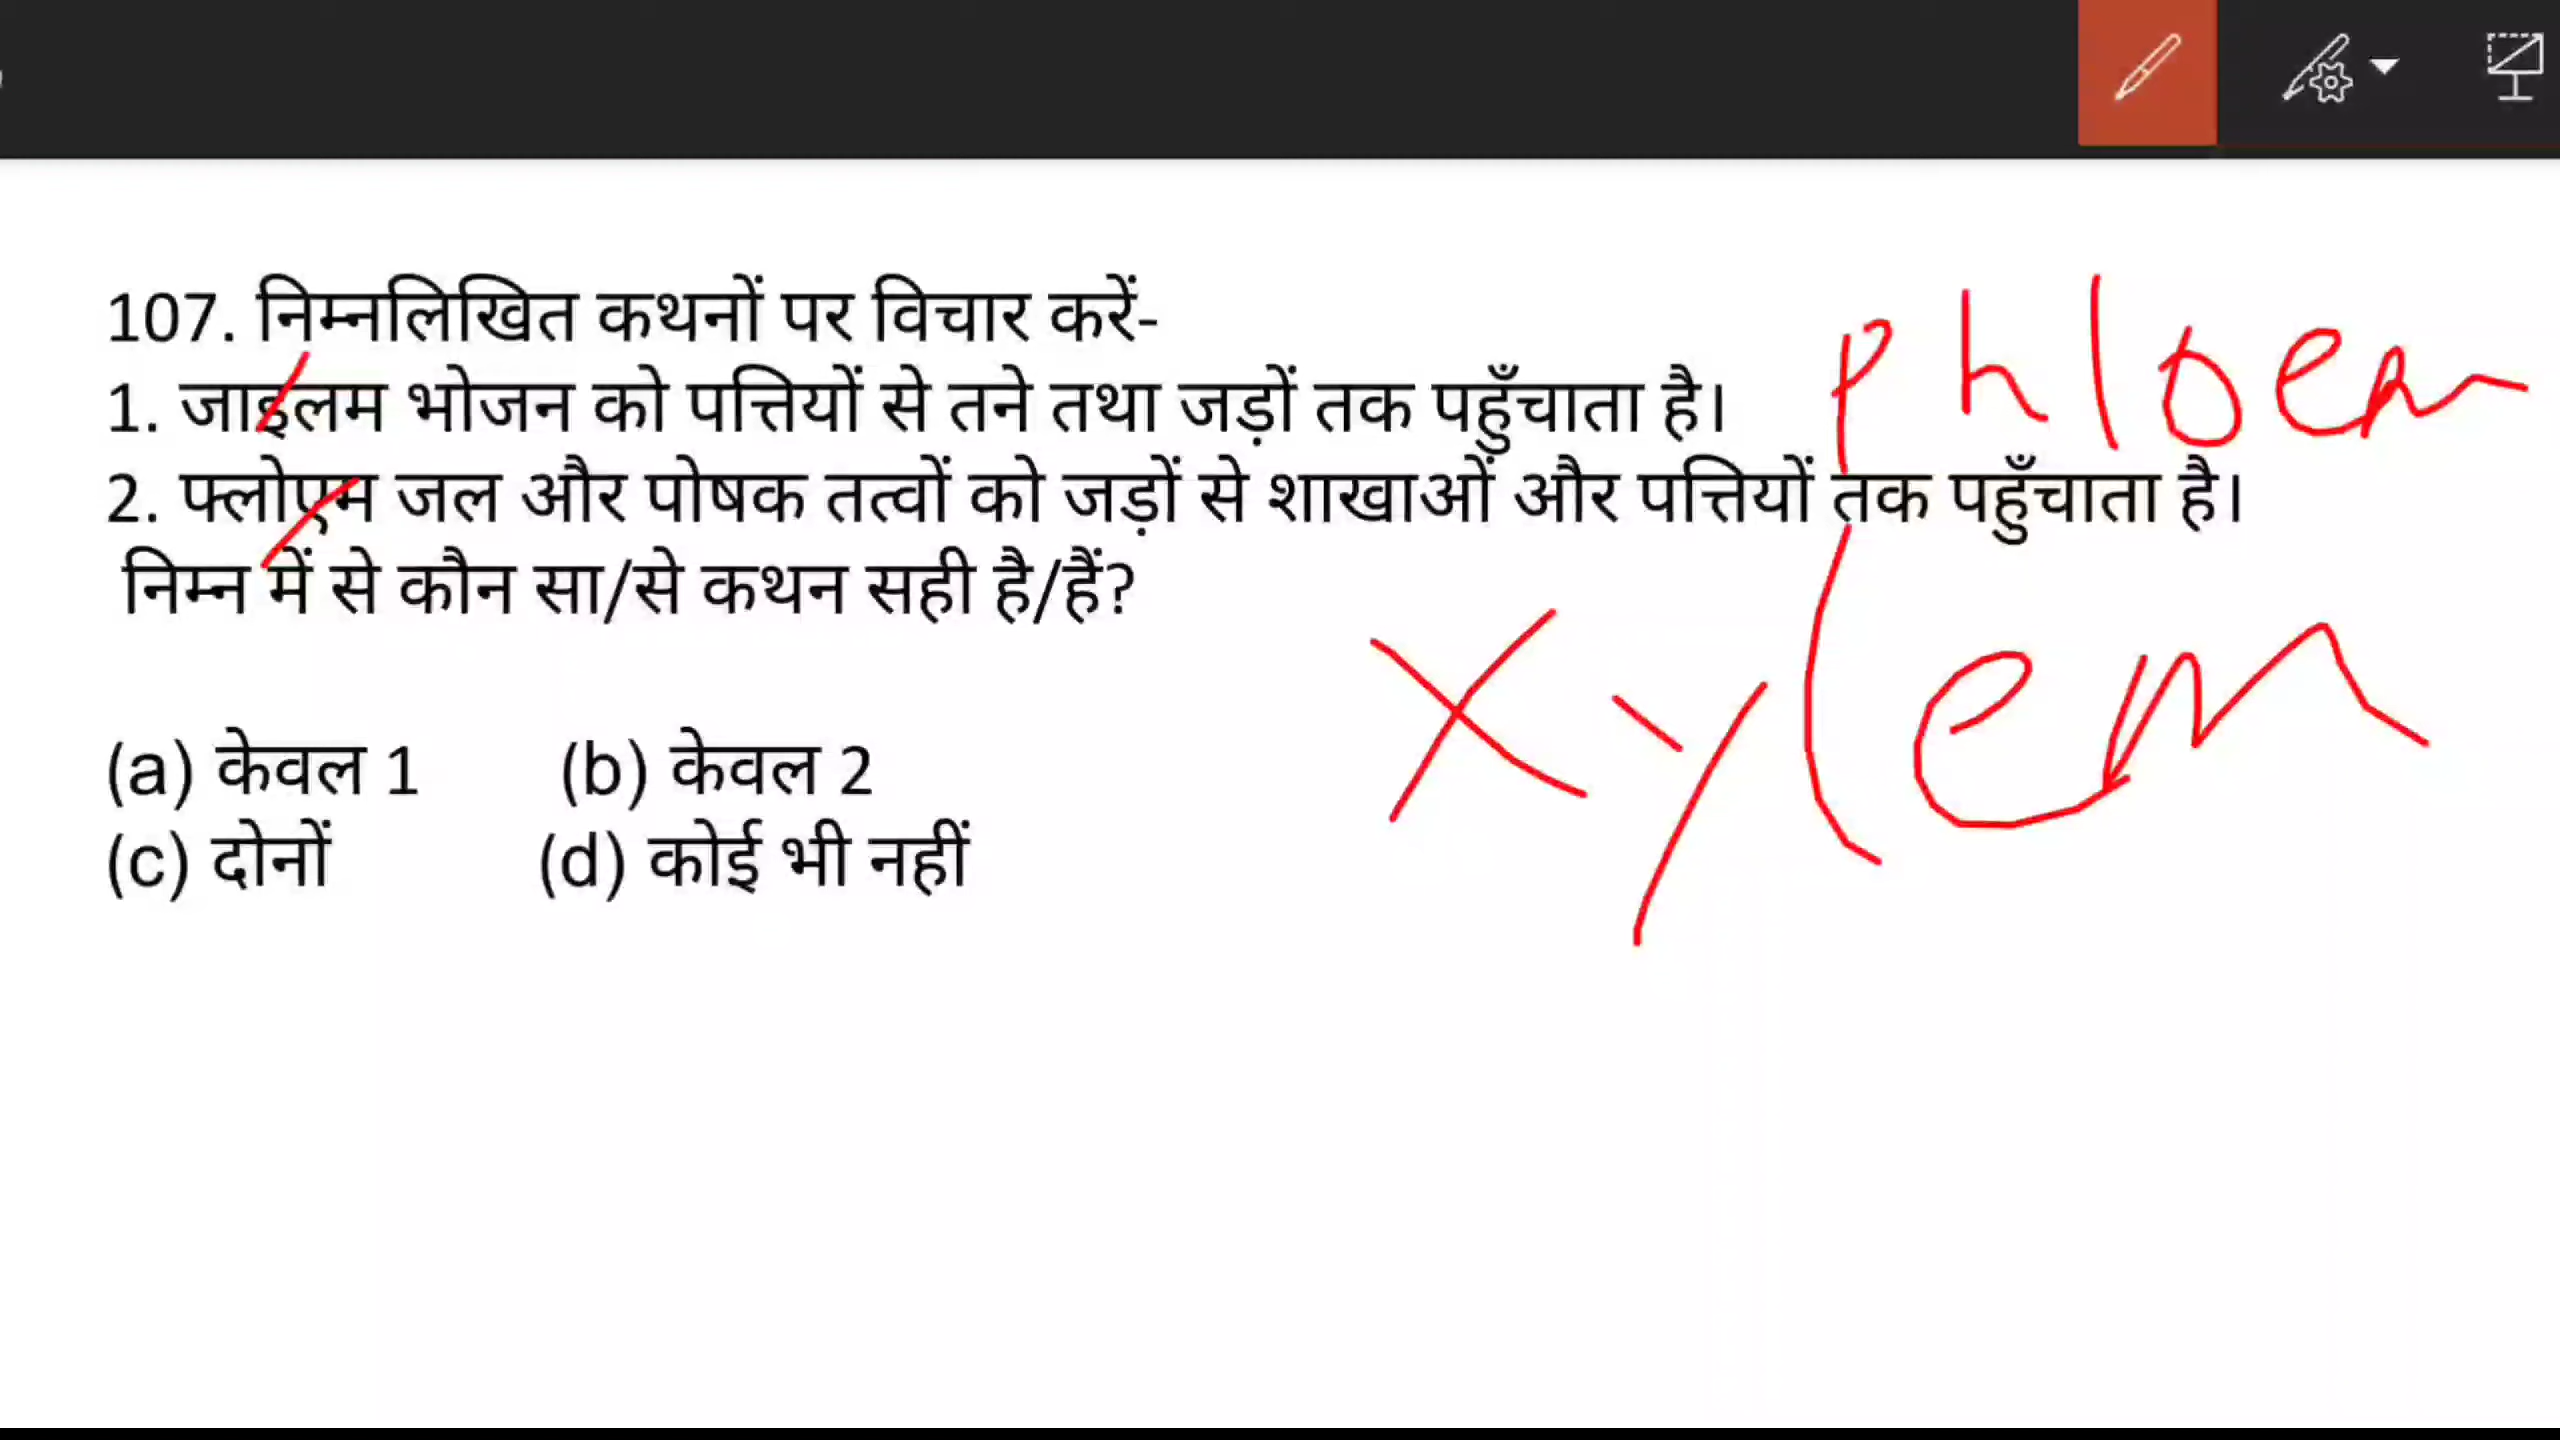 107. निम्नलिखित कथनों पर विचार करें-
1. जाइलम भोजन को पत्तियों से तने तथा जड़ों तक पहुँचाता है। phloem
2. फ्लोएम जल और पोषक तत्वों को जड़ों से शाखाओं और पत्तियों तक पहुँचाता है।
निम्न में से कौन सा/से कथन सही है/हैं?
xylem
(a) केवल 1 (b) केवल 2
(c) दोनों (d) कोई भी नहीं